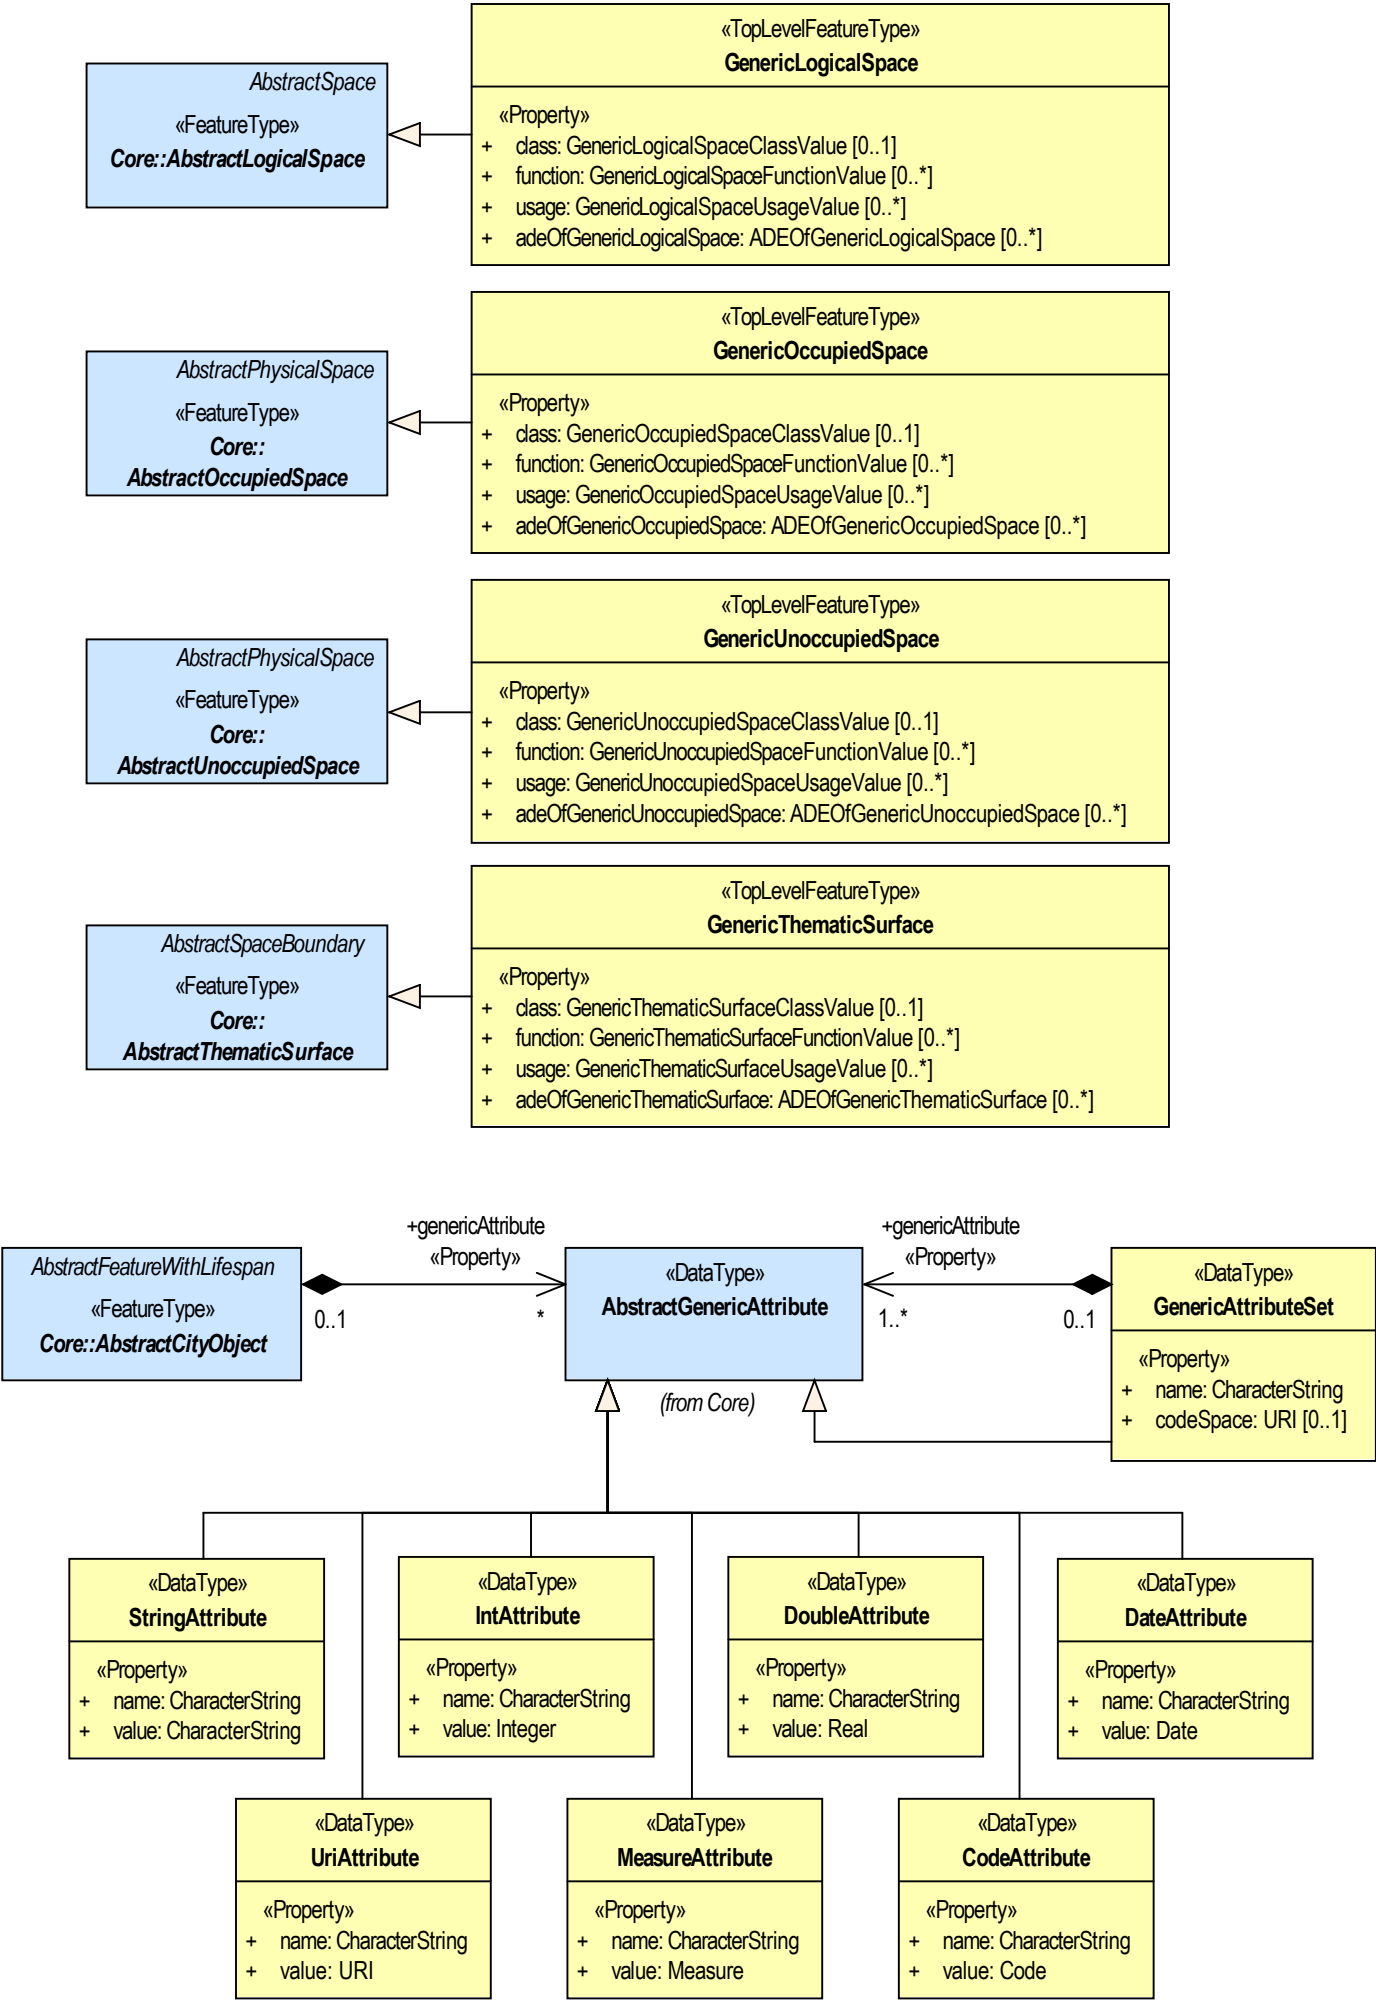 AbstractSpace
«FeatureType»
Core::AbstractLogicalSpace
«TopLevelFeatureType»
GenericLogicalSpace
«Property»
+ class: GenericLogicalSpaceClassValue [0..1]
+ function: GenericLogicalSpaceFunctionValue [0..*]
+ usage: GenericLogicalSpaceUsageValue [0..*]
+ adeOfGenericLogicalSpace: ADEOfGenericLogicalSpace [0..*]
AbstractPhysicalSpace
«FeatureType»
Core::
AbstractOccupiedSpace
«TopLevelFeatureType»
GenericOccupiedSpace
«Property»
+ class: GenericOccupiedSpaceClassValue [0..1]
+ function: GenericOccupiedSpaceFunctionValue [0..*]
+ usage: GenericOccupiedSpaceUsageValue [0..*]
+ adeOfGenericOccupiedSpace: ADEOfGenericOccupiedSpace [0..*]
AbstractPhysicalSpace
«FeatureType»
Core::
AbstractUnoccupiedSpace
«TopLevelFeatureType»
GenericUnoccupiedSpace
«Property»
+ class: GenericUnoccupiedSpaceClassValue [0..1]
+ function: GenericUnoccupiedSpaceFunctionValue [0..*]
+ usage: GenericUnoccupiedSpaceUsageValue [0..*]
+ adeOfGenericUnoccupiedSpace: ADEOfGenericUnoccupiedSpace [0..*]
AbstractSpaceBoundary
«FeatureType»
Core::
AbstractThematicSurface
«TopLevelFeatureType»
GenericThematicSurface
«Property»
+ class: GenericThematicSurfaceClassValue [0..1]
+ function: GenericThematicSurfaceFunctionValue [0..*]
+ usage: GenericThematicSurfaceUsageValue [0..*]
+ adeOfGenericThematicSurface: ADEOfGenericThematicSurface [0..*]
AbstractFeatureWithLifespan
«FeatureType»
Core::AbstractCityObject
+genericAttribute
«Property»
0..1
*
«DataType»
AbstractGenericAttribute
(from Core)
+genericAttribute
«Property»
1..*
0..1
«DataType»
GenericAttributeSet
«Property»
+ name: CharacterString
+ codeSpace: URI [0..1]
«DataType»
StringAttribute
«Property»
+ name: CharacterString
+ value: CharacterString
«DataType»
IntAttribute
«Property»
+ name: CharacterString
+ value: Integer
«DataType»
DoubleAttribute
«Property»
+ name: CharacterString
+ value: Real
«DataType»
DateAttribute
«Property»
+ name: CharacterString
+ value: Date
«DataType»
UriAttribute
«Property»
+ name: CharacterString
+ value: URI
«DataType»
MeasureAttribute
«Property»
+ name: CharacterString
+ value: Measure
«DataType»
CodeAttribute
«Property»
+ name: CharacterString
+ value: Code